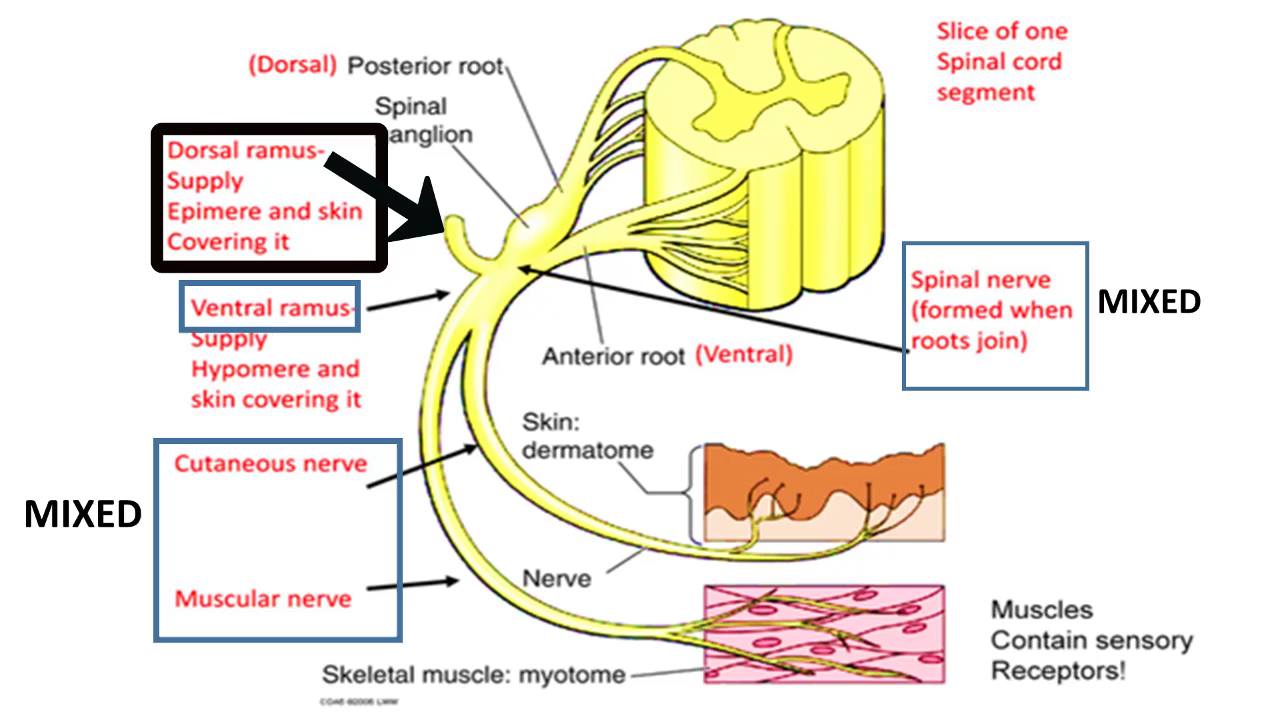 Slice of one
Spinal cord
segment
(Dorsal) Posterior root
Spinal
anglion
Dorsal ramus-
Supply
Epimere and skin
Covering it
Ventral ramus-
Supply
Hypomere and
skin covering it
Spinal nerve
(formed when
roots join)
MIXED
Anterior root (Ventral)
Skin:
dermatome
Cutaneous nerve
MIXED
Muscular nerve
Nerve
Muscles
Contain sensory
Receptors!
Skeletal muscle: myotome